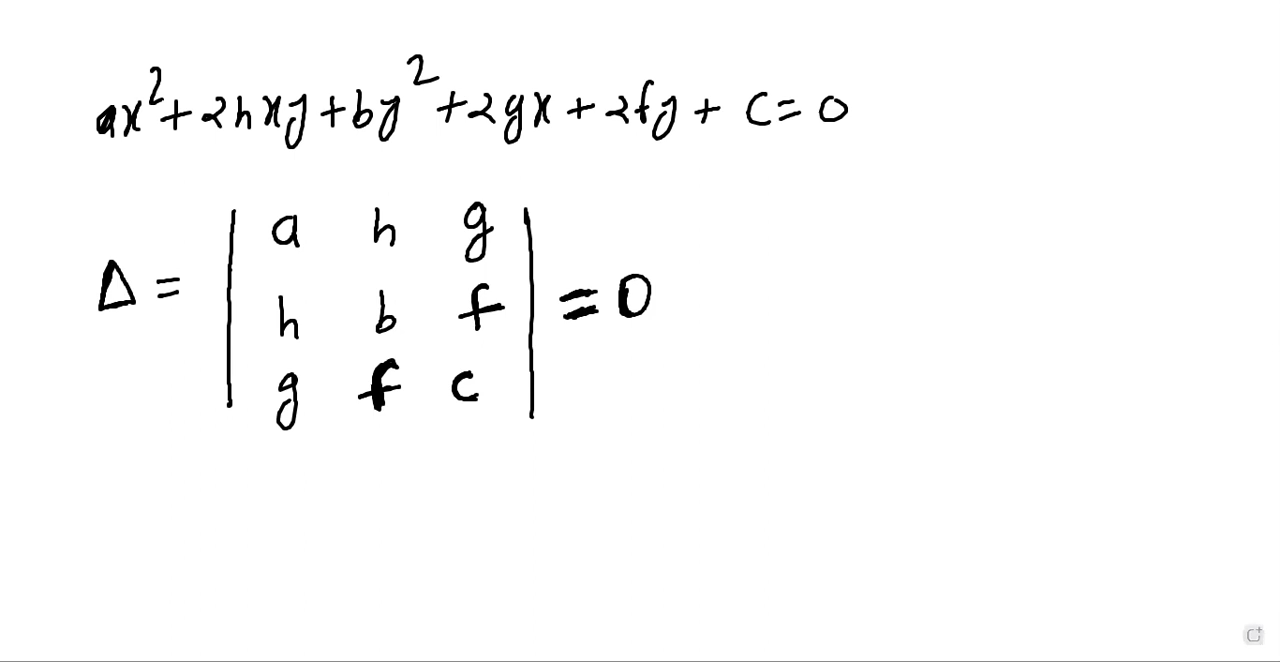 ax²+2hxy+by²+2gx+2fy+c=0
a h g
Δ= | h b f | =0
g f c